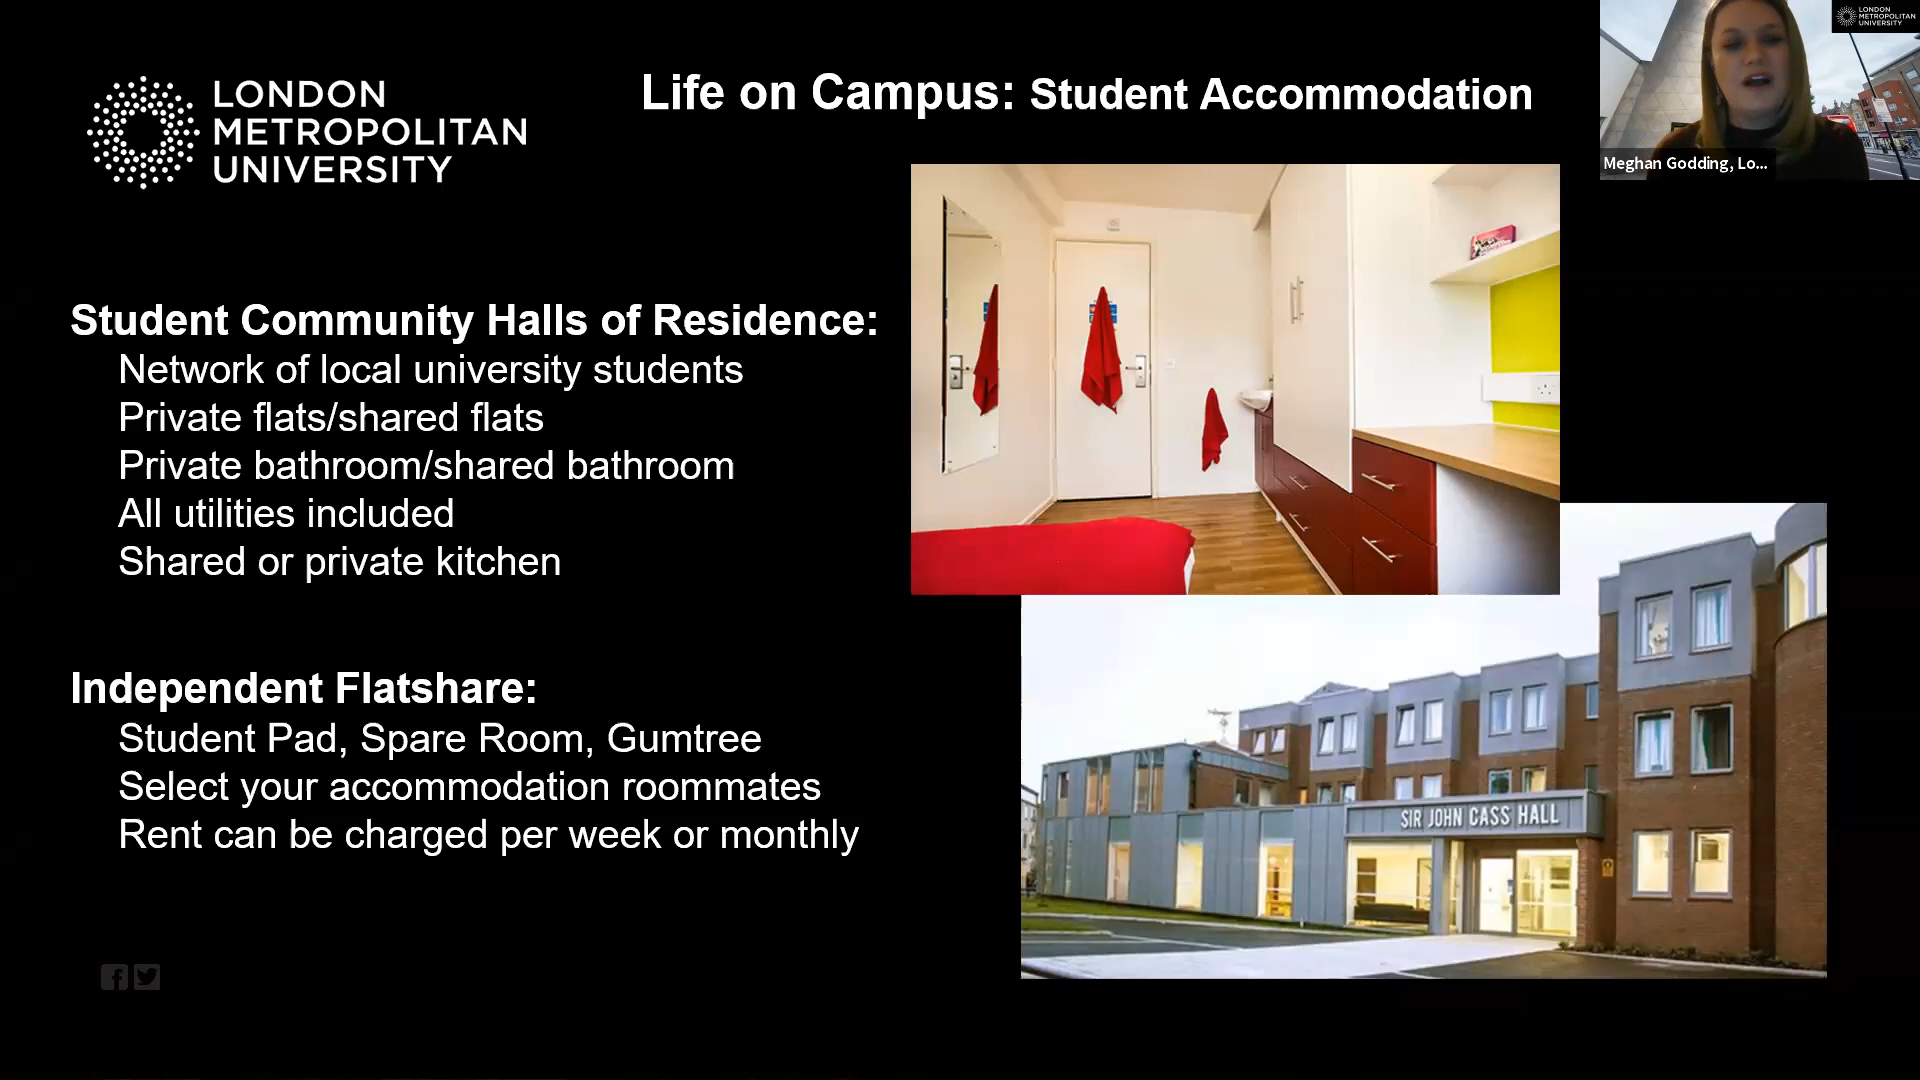 LONDON
METROPOLITAN
UNIVERSITY
Life on Campus: Student Accommodation
LONDON
METROPOLITAN
UNIVERSITY
Meghan Godding, Lo...
Student Community Halls of Residence:
Network of local university students
Private flats/shared flats
Private bathroom/shared bathroom
All utilities included
Shared or private kitchen
Independent Flatshare:
Student Pad, Spare Room, Gumtree
Select your accommodation roommates
Rent can be charged per week or monthly
SIR JOHN CASS HALL